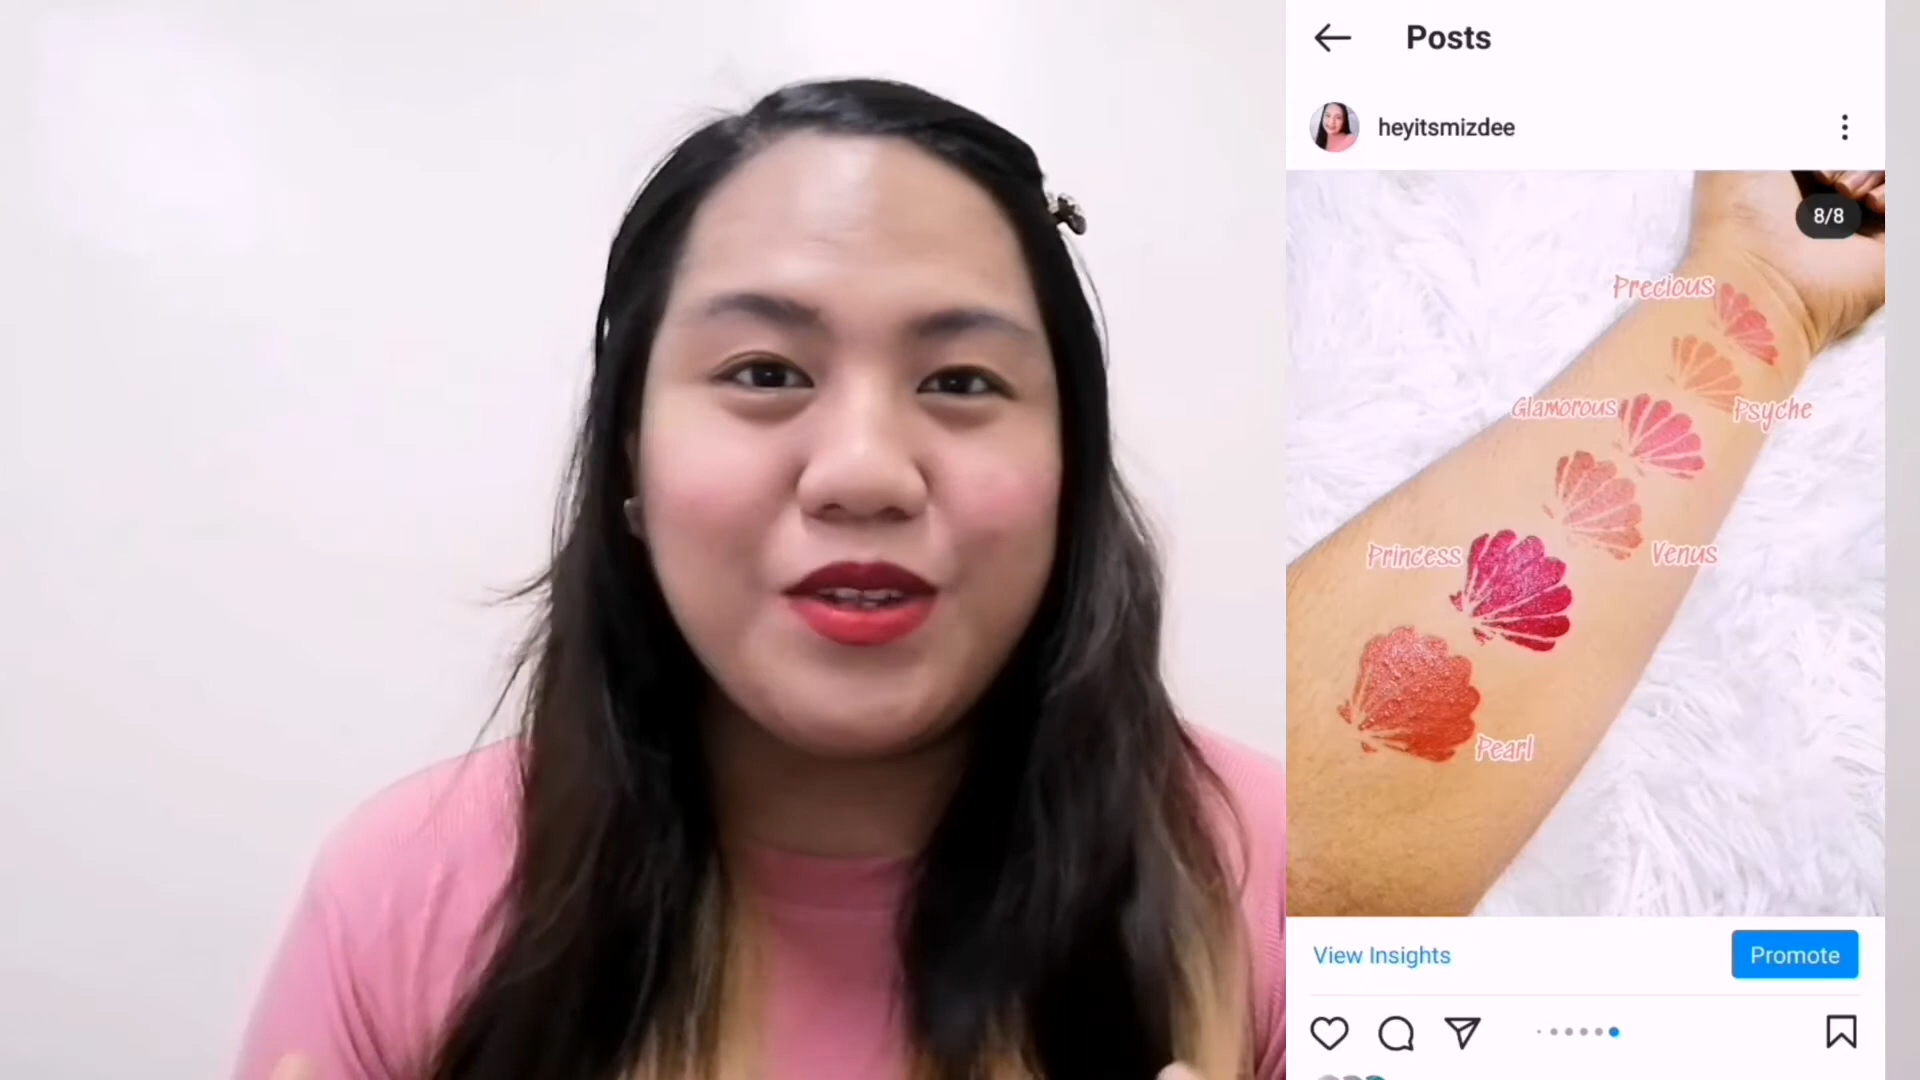 Posts
heyitsmizdee
8/8
Precious
Psyche
Glamorous
Venus
Princess
Pearl
View Insights
Promote